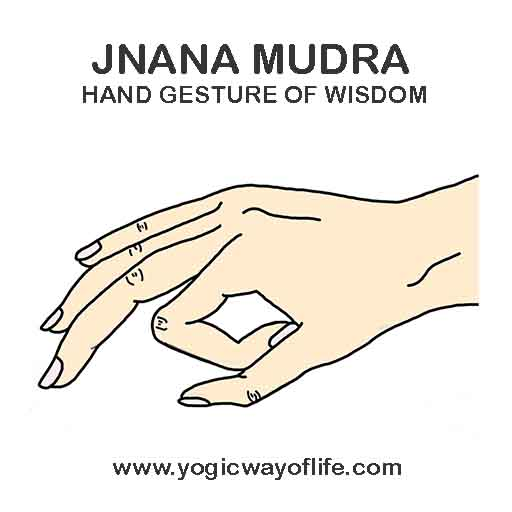 JNANA MUDRA
HAND GESTURE OF WISDOM
www.yogicwayoflife.com